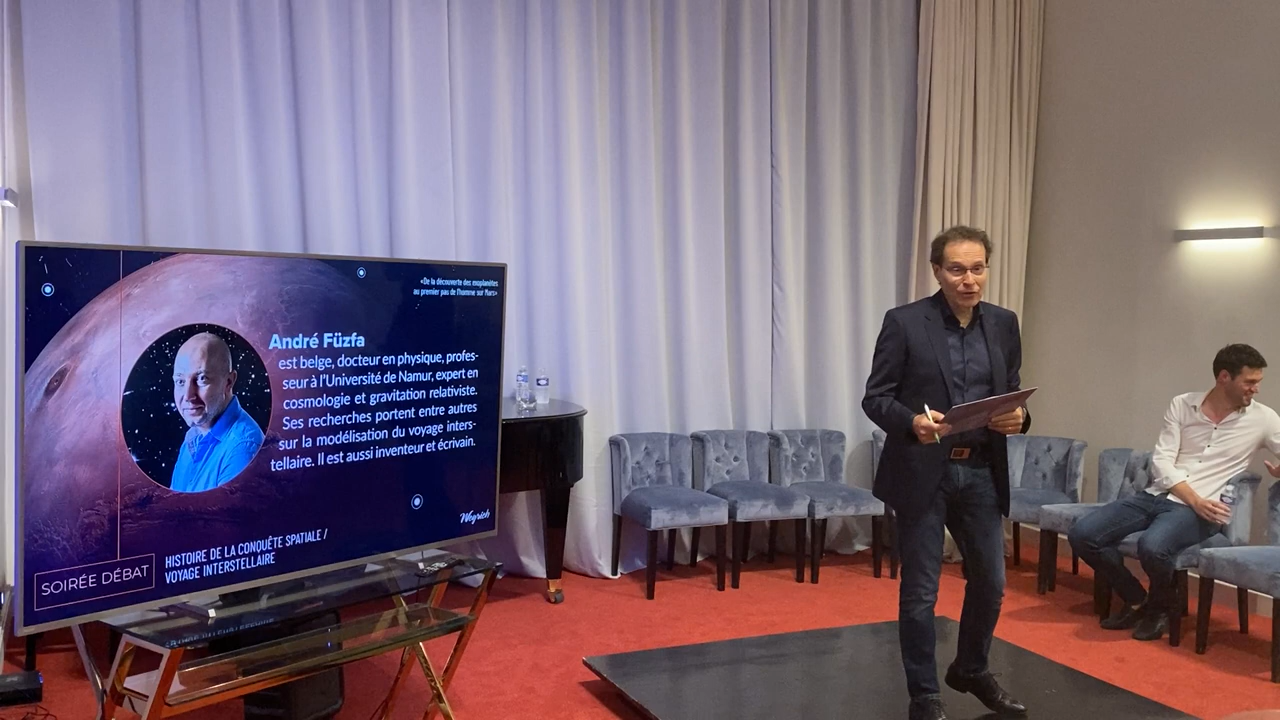 «De la découverte des exoplanètes
au premier pas de l'homme sur Mars»
André Füzfa
est belge, docteur en physique, profes-
seur à l'Université de Namur, expert en
cosmologie et gravitation relativiste.
Ses recherches portent entre autres
sur la modélisation du voyage inters-
tellaire. Il est aussi inventeur et écrivain.
Weyrich
SOIRÉE DÉBAT
HISTOIRE DE LA CONQUÊTE SPATIALE /
VOYAGE INTERSTELLAIRE